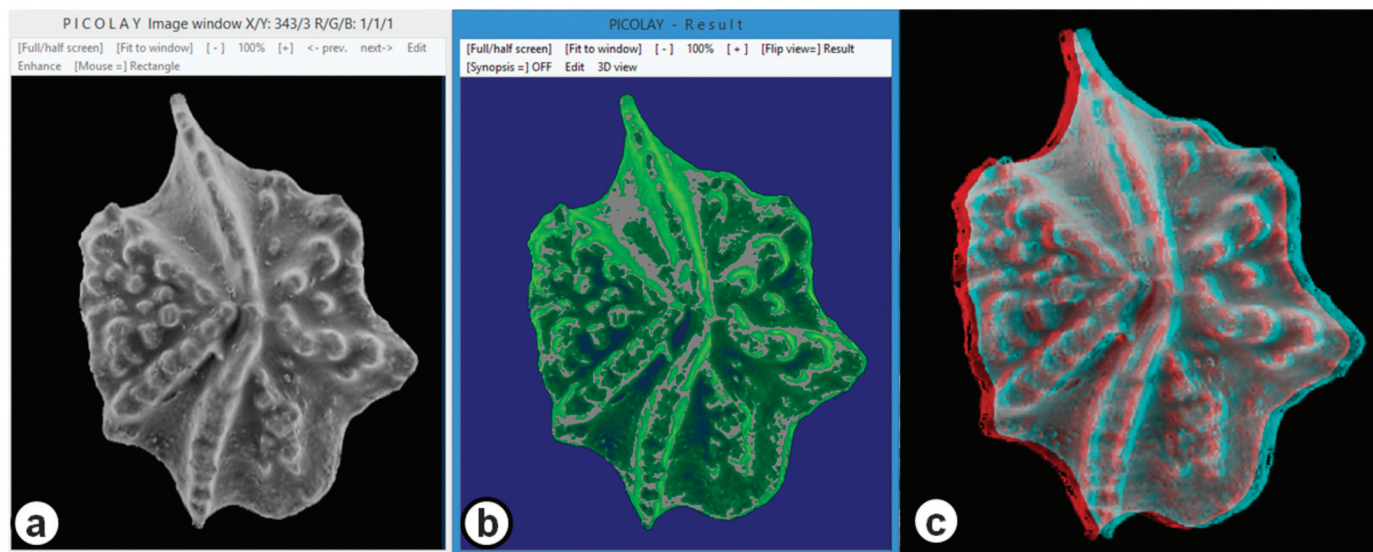 P I C O L A Y Image window X/Y: 343/3 R/G/B: 1/1/1
[Full/half screen] [Fit to window] [ - ] 100% [+] <- prev. next-> Edit
Enhance [Mouse =] Rectangle
a
PICOLAY - R e s u l t
[Full/half screen] [Fit to window] [ - ] 100% [ + ] [Flip view=] Result
[Synopsis =] OFF Edit 3D view
b
c